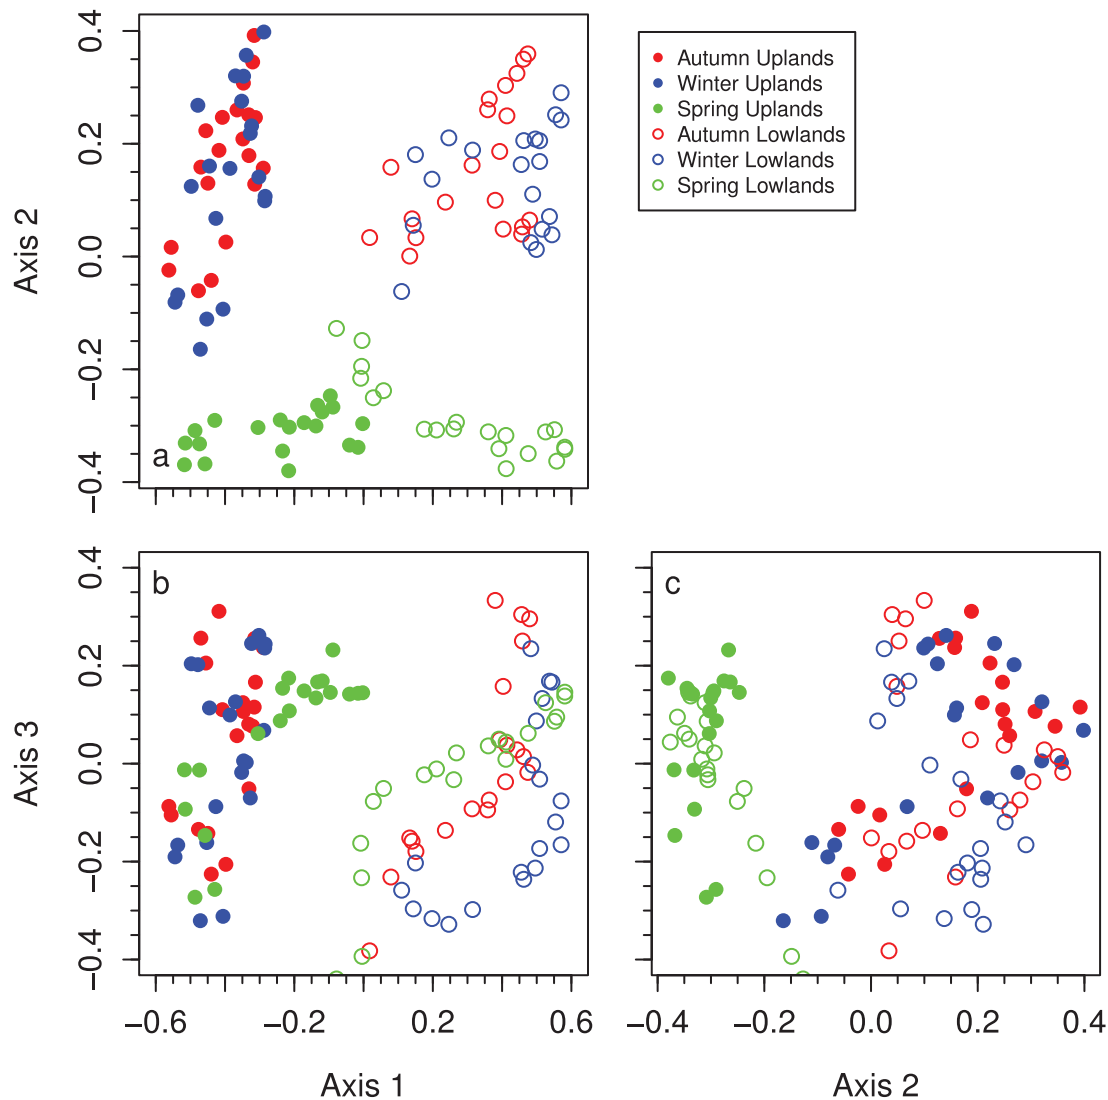 0.4
0.2
0.0
−0.2
−0.4
Axis 2
a
Autumn Uplands
Winter Uplands
Spring Uplands
Autumn Lowlands
Winter Lowlands
Spring Lowlands
0.4
0.2
0.0
−0.2
−0.4
Axis 3
b
c
−0.6 −0.2 0.2 0.6
−0.4 −0.2 0.0 0.2 0.4
Axis 1
Axis 2